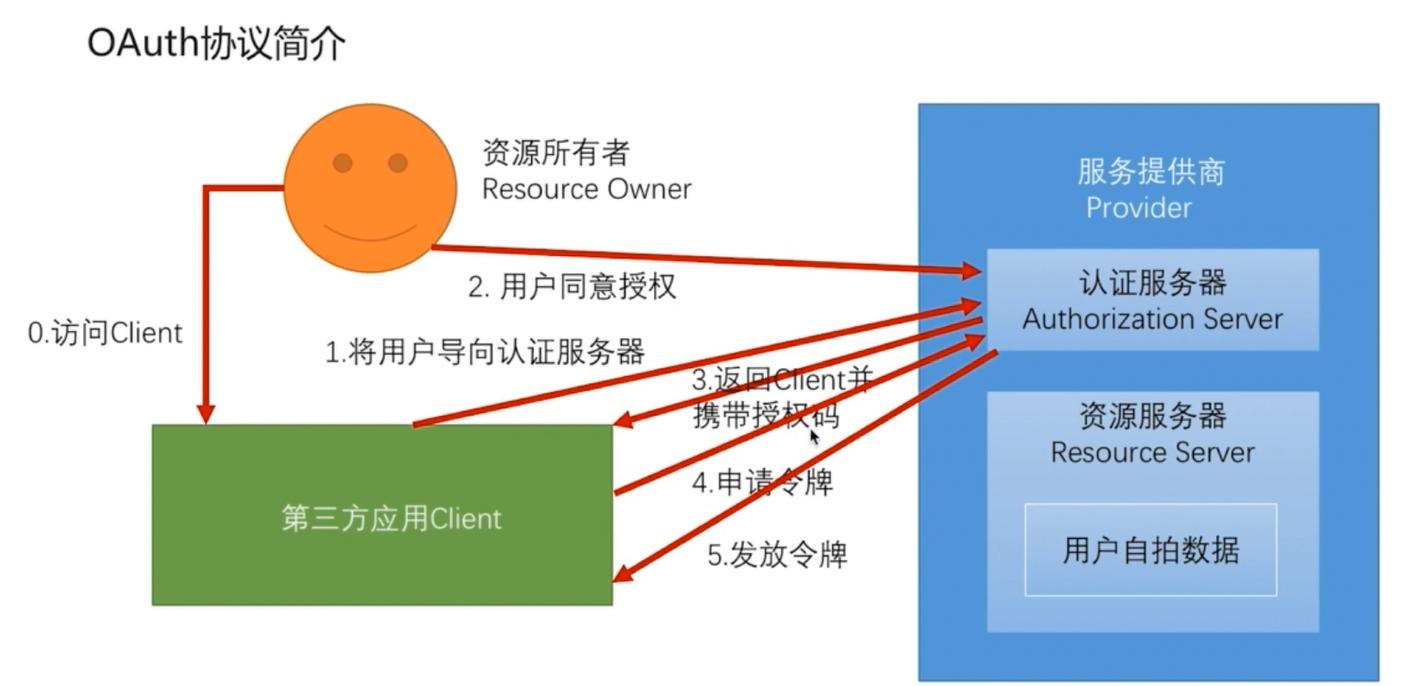 OAuth协议简介
资源所有者
Resource Owner
服务提供商
Provider
2. 用户同意授权
认证服务器
Authorization Server
0.访问Client
1.将用户导向认证服务器
3.返回Client并
携带授权码
资源服务器
Resource Server
4.申请令牌
第三方应用Client
5.发放令牌
用户自拍数据